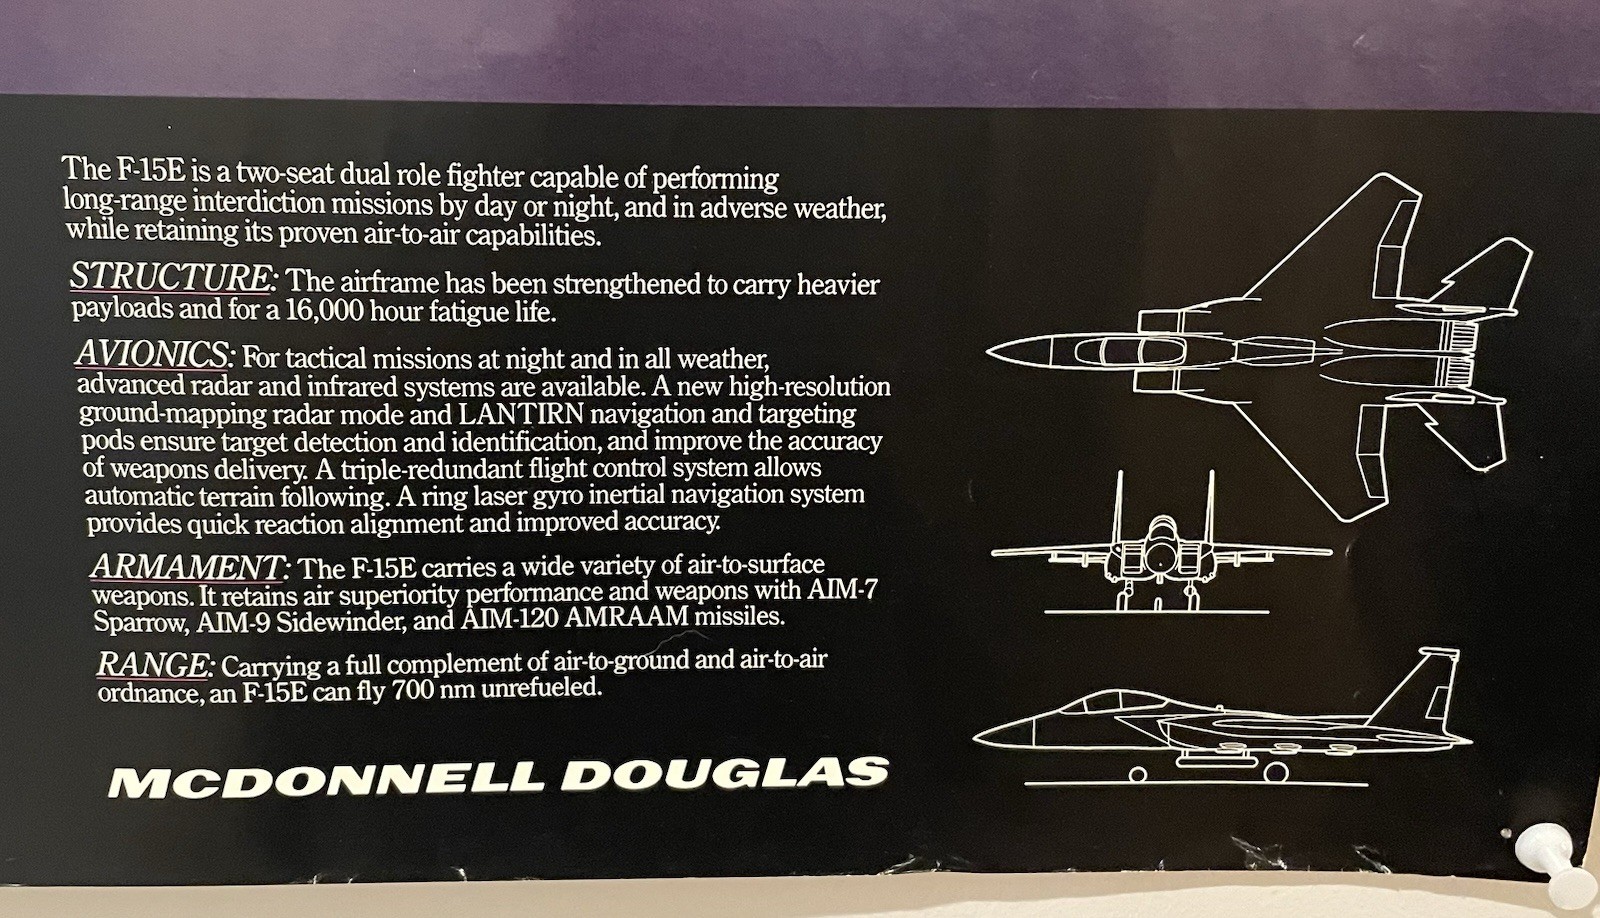 The F-15E is a two-seat dual role fighter capable of performing
long-range interdiction missions by day or night, and in adverse weather,
while retaining its proven air-to-air capabilities.
STRUCTURE: The airframe has been strengthened to carry heavier
payloads and for a 16,000 hour fatigue life.
AVIONICS: For tactical missions at night and in all weather,
advanced radar and infrared systems are available. A new high-resolution
ground-mapping radar mode and LANTIRN navigation and targeting
pods ensure target detection and identification, and improve the accuracy
of weapons delivery. A triple-redundant flight control system allows
automatic terrain following. A ring laser gyro inertial navigation system
provides quick reaction alignment and improved accuracy.
ARMAMENT: The F-15E carries a wide variety of air-to-surface
weapons. It retains air superiority performance and weapons with AIM-7
Sparrow, AIM-9 Sidewinder, and AIM-120 AMRAAM missiles.
RANGE: Carrying a full complement of air-to-ground and air-to-air
ordnance, an F-15E can fly 700 nm unrefueled.
MCDONNELL DOUGLAS